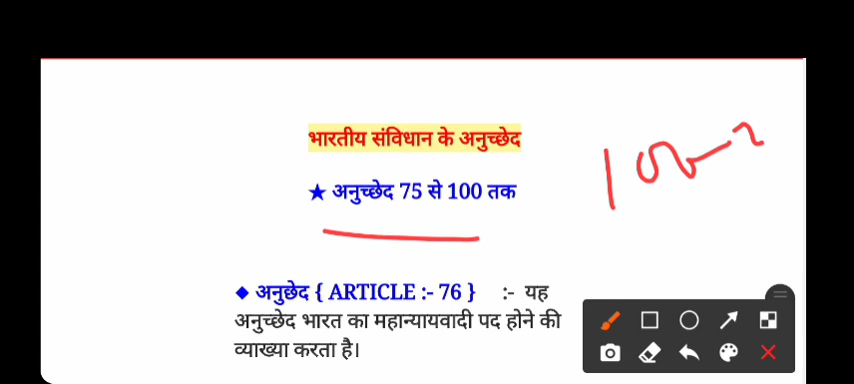 भारतीय संविधान के अनुच्छेद
★ अनुच्छेद 75 से 100 तक
◆ अनुछेद { ARTICLE :- 76 } :- यह
अनुच्छेद भारत का महान्यायवादी पद होने की
व्याख्या करता है।